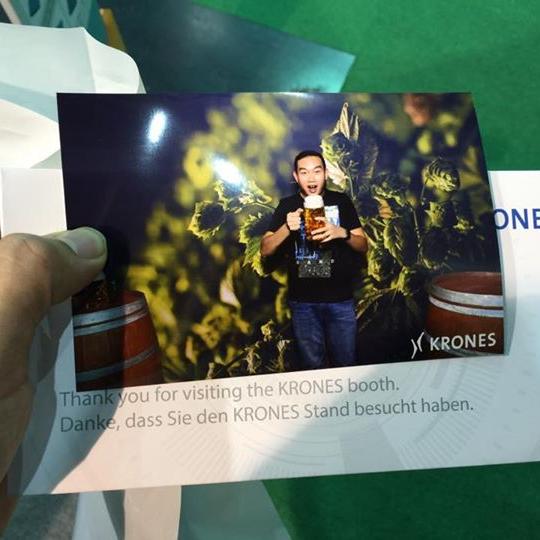 ONE
KRONES
Thank you for visiting the KRONES booth.
Danke, dass Sie den KRONES Stand besucht haben.